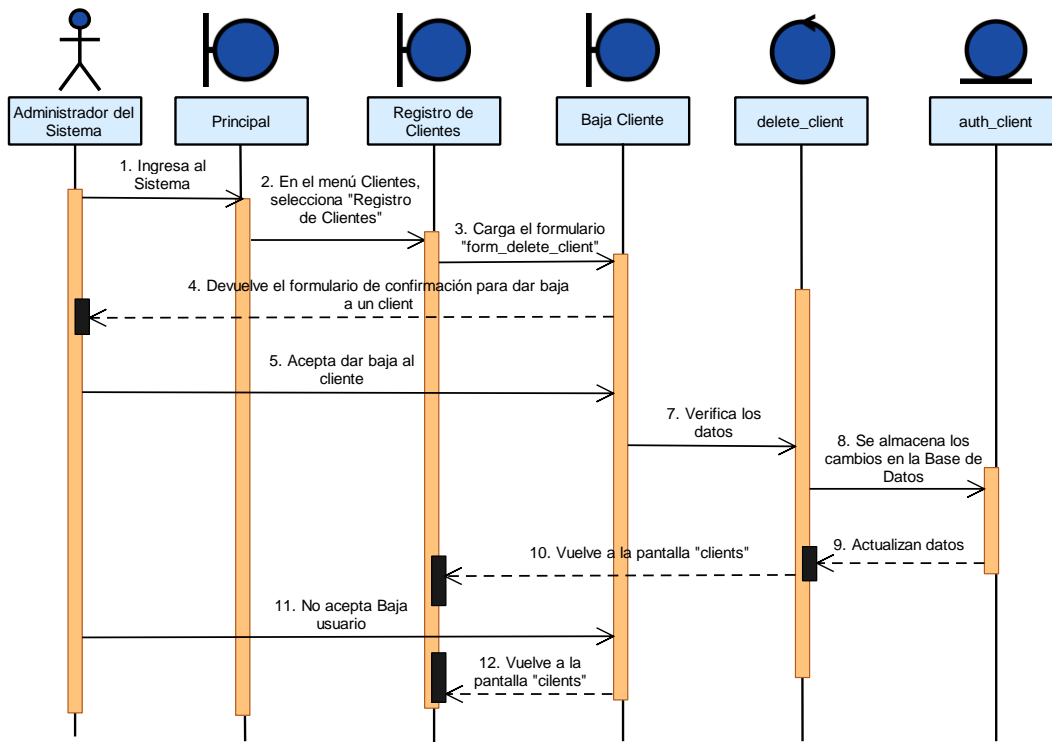 Administrador del
Sistema
Principal
Registro de
Clientes
Baja Cliente
delete_client
auth_client
1. Ingresa al
Sistema
2. En el menú Clientes,
selecciona "Registro
de Clientes"
3. Carga el formulario
"form_delete_client"
4. Devuelve el formulario de confirmación para dar baja
a un client
5. Acepta dar baja al
cliente
7. Verifica los
datos
8. Se almacena los
cambios en la Base de
Datos
9. Actualizan datos
10. Vuelve a la pantalla "clients"
11. No acepta Baja
usuario
12. Vuelve a la
pantalla "cilents"